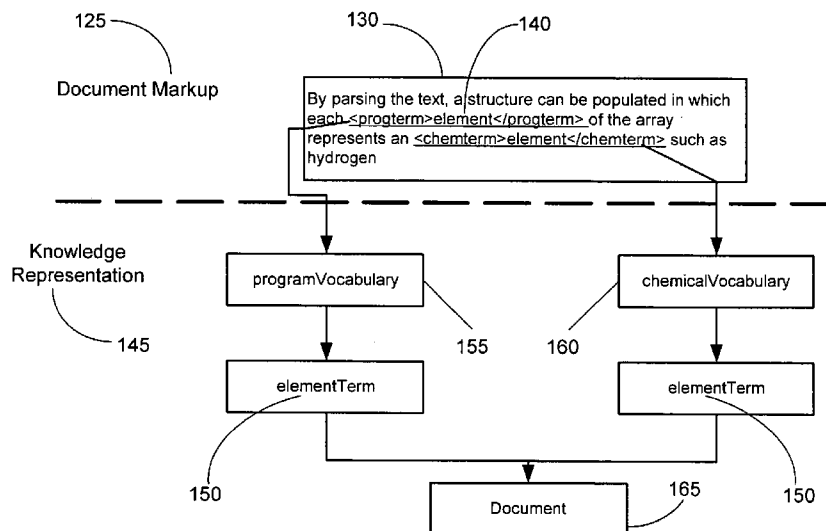 125
130
140
Document Markup
By parsing the text, a structure can be populated in which
each <progterm>element</progterm> of the array
represents an <chemterm>element</chemterm> such as
hydrogen
Knowledge
Representation
145
programVocabulary
155
160
chemicalVocabulary
elementTerm
elementTerm
150
150
Document
165